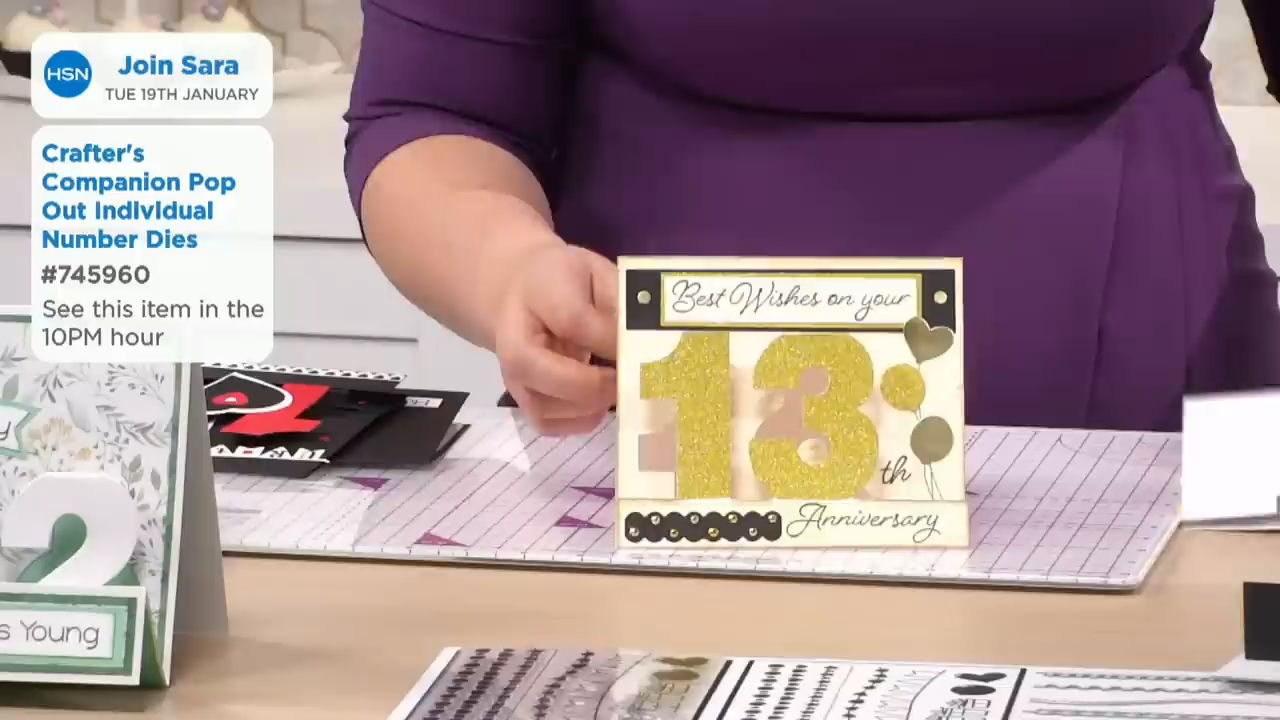 HSN
Join Sara
TUE 19TH JANUARY
Crafter's
Companion Pop
Out Individual
Number Dies
#745960
See this item in the
10PM hour
Best Wishes on your
13
th
Anniversary
2
s Young